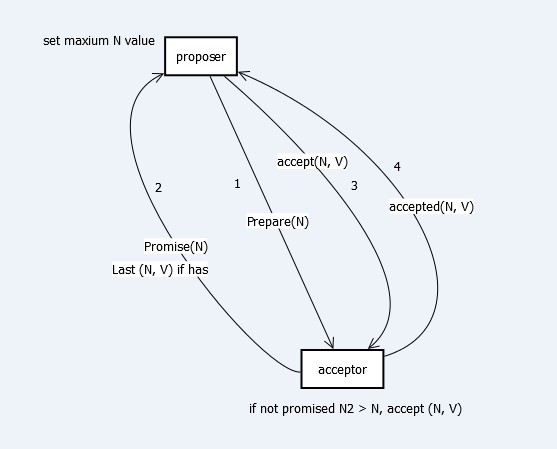 set maxium N value
proposer
accept(N, V)
4
2
1
3
accepted(N, V)
Prepare(N)
Promise(N)
Last (N, V) if has
acceptor
if not promised N2 > N, accept (N, V)